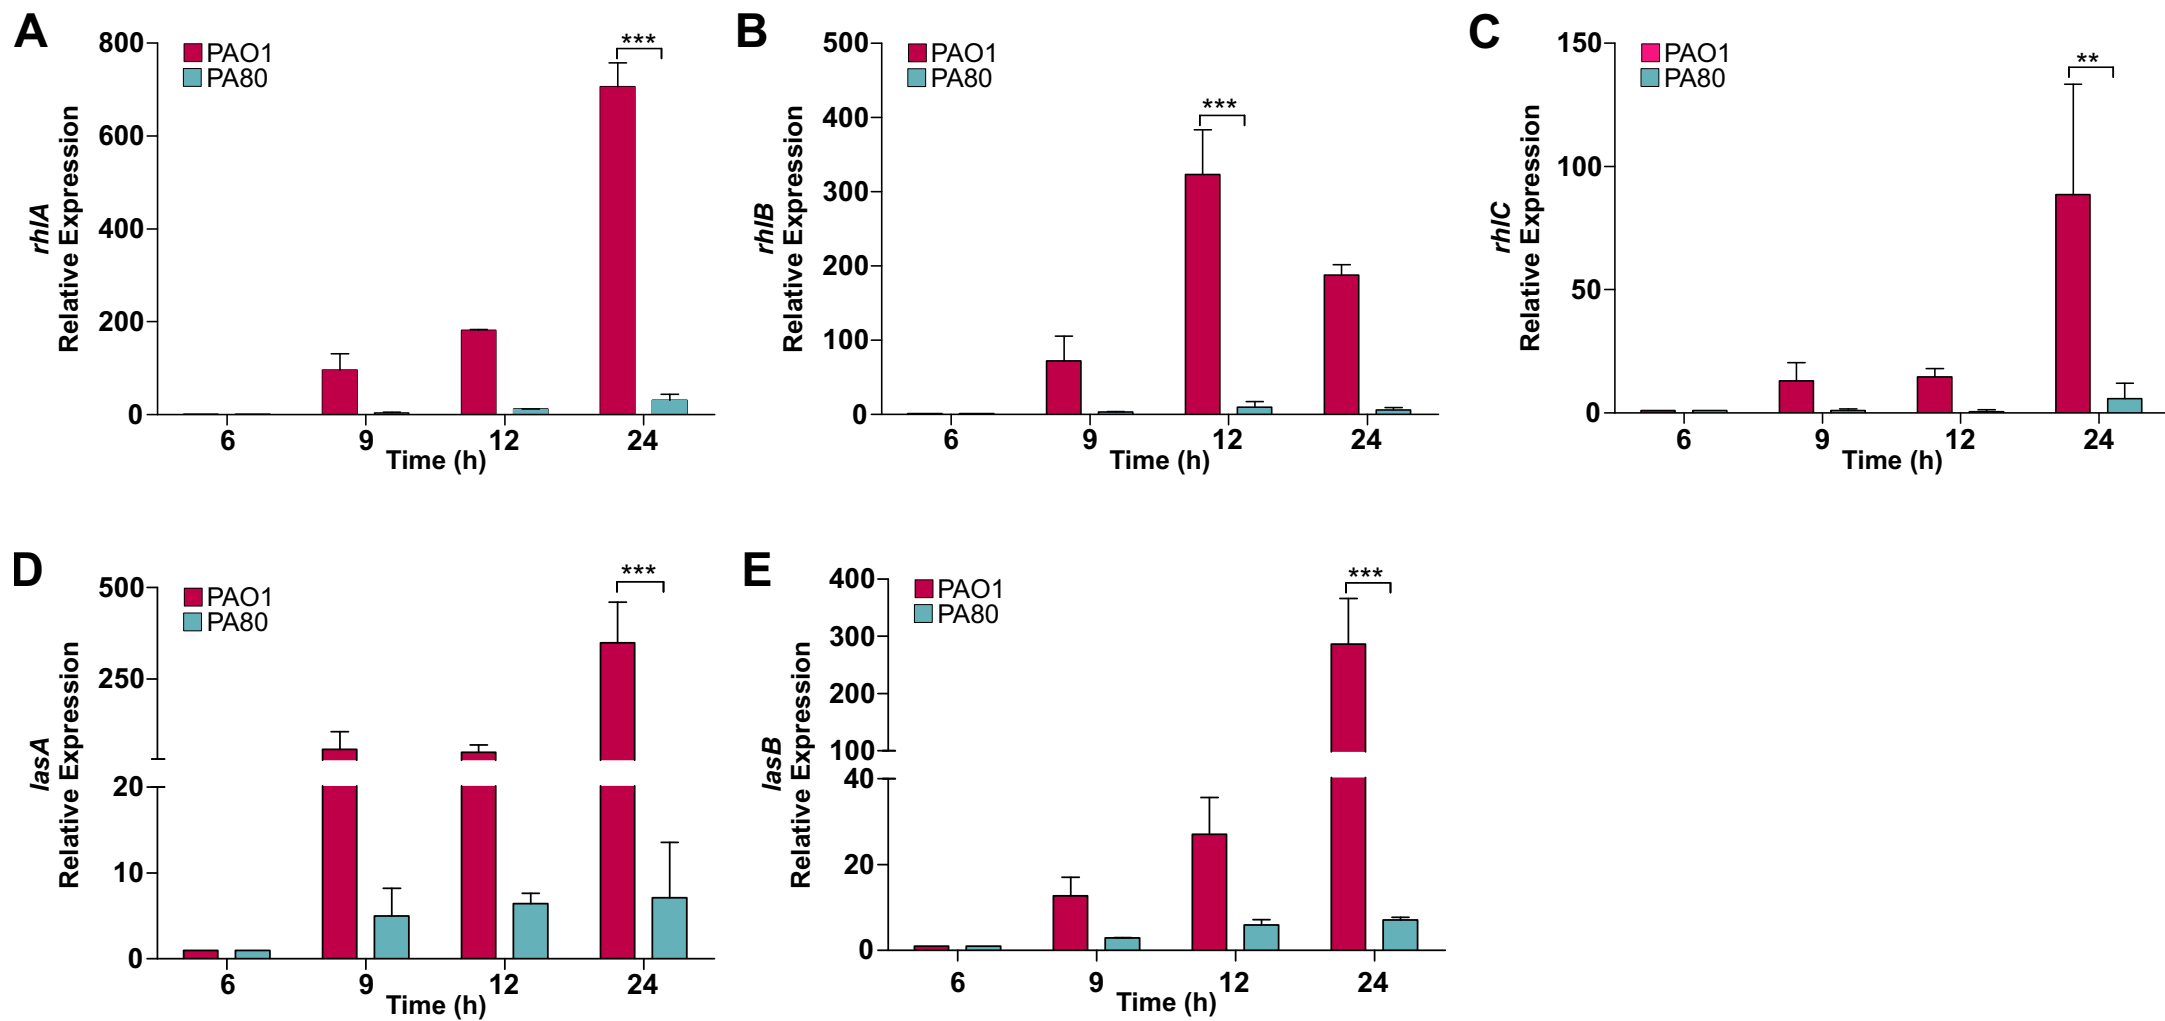 A
800
600
400
200
0
rhlA
Relative Expression
PAO1
PA80
***
6 9 12 24
Time (h)
B
500
400
300
200
100
0
rhlB
Relative Expression
PAO1
PA80
***
6 9 12 24
Time (h)
C
150
100
50
0
rhlC
Relative Expression
PAO1
PA80
**
6 9 12 24
Time (h)
D
500
250
20
10
0
lasA
Relative Expression
PAO1
PA80
***
6 9 12 24
Time (h)
E
400
300
200
100
40
20
0
lasB
Relative Expression
PAO1
PA80
***
6 9 12 24
Time (h)